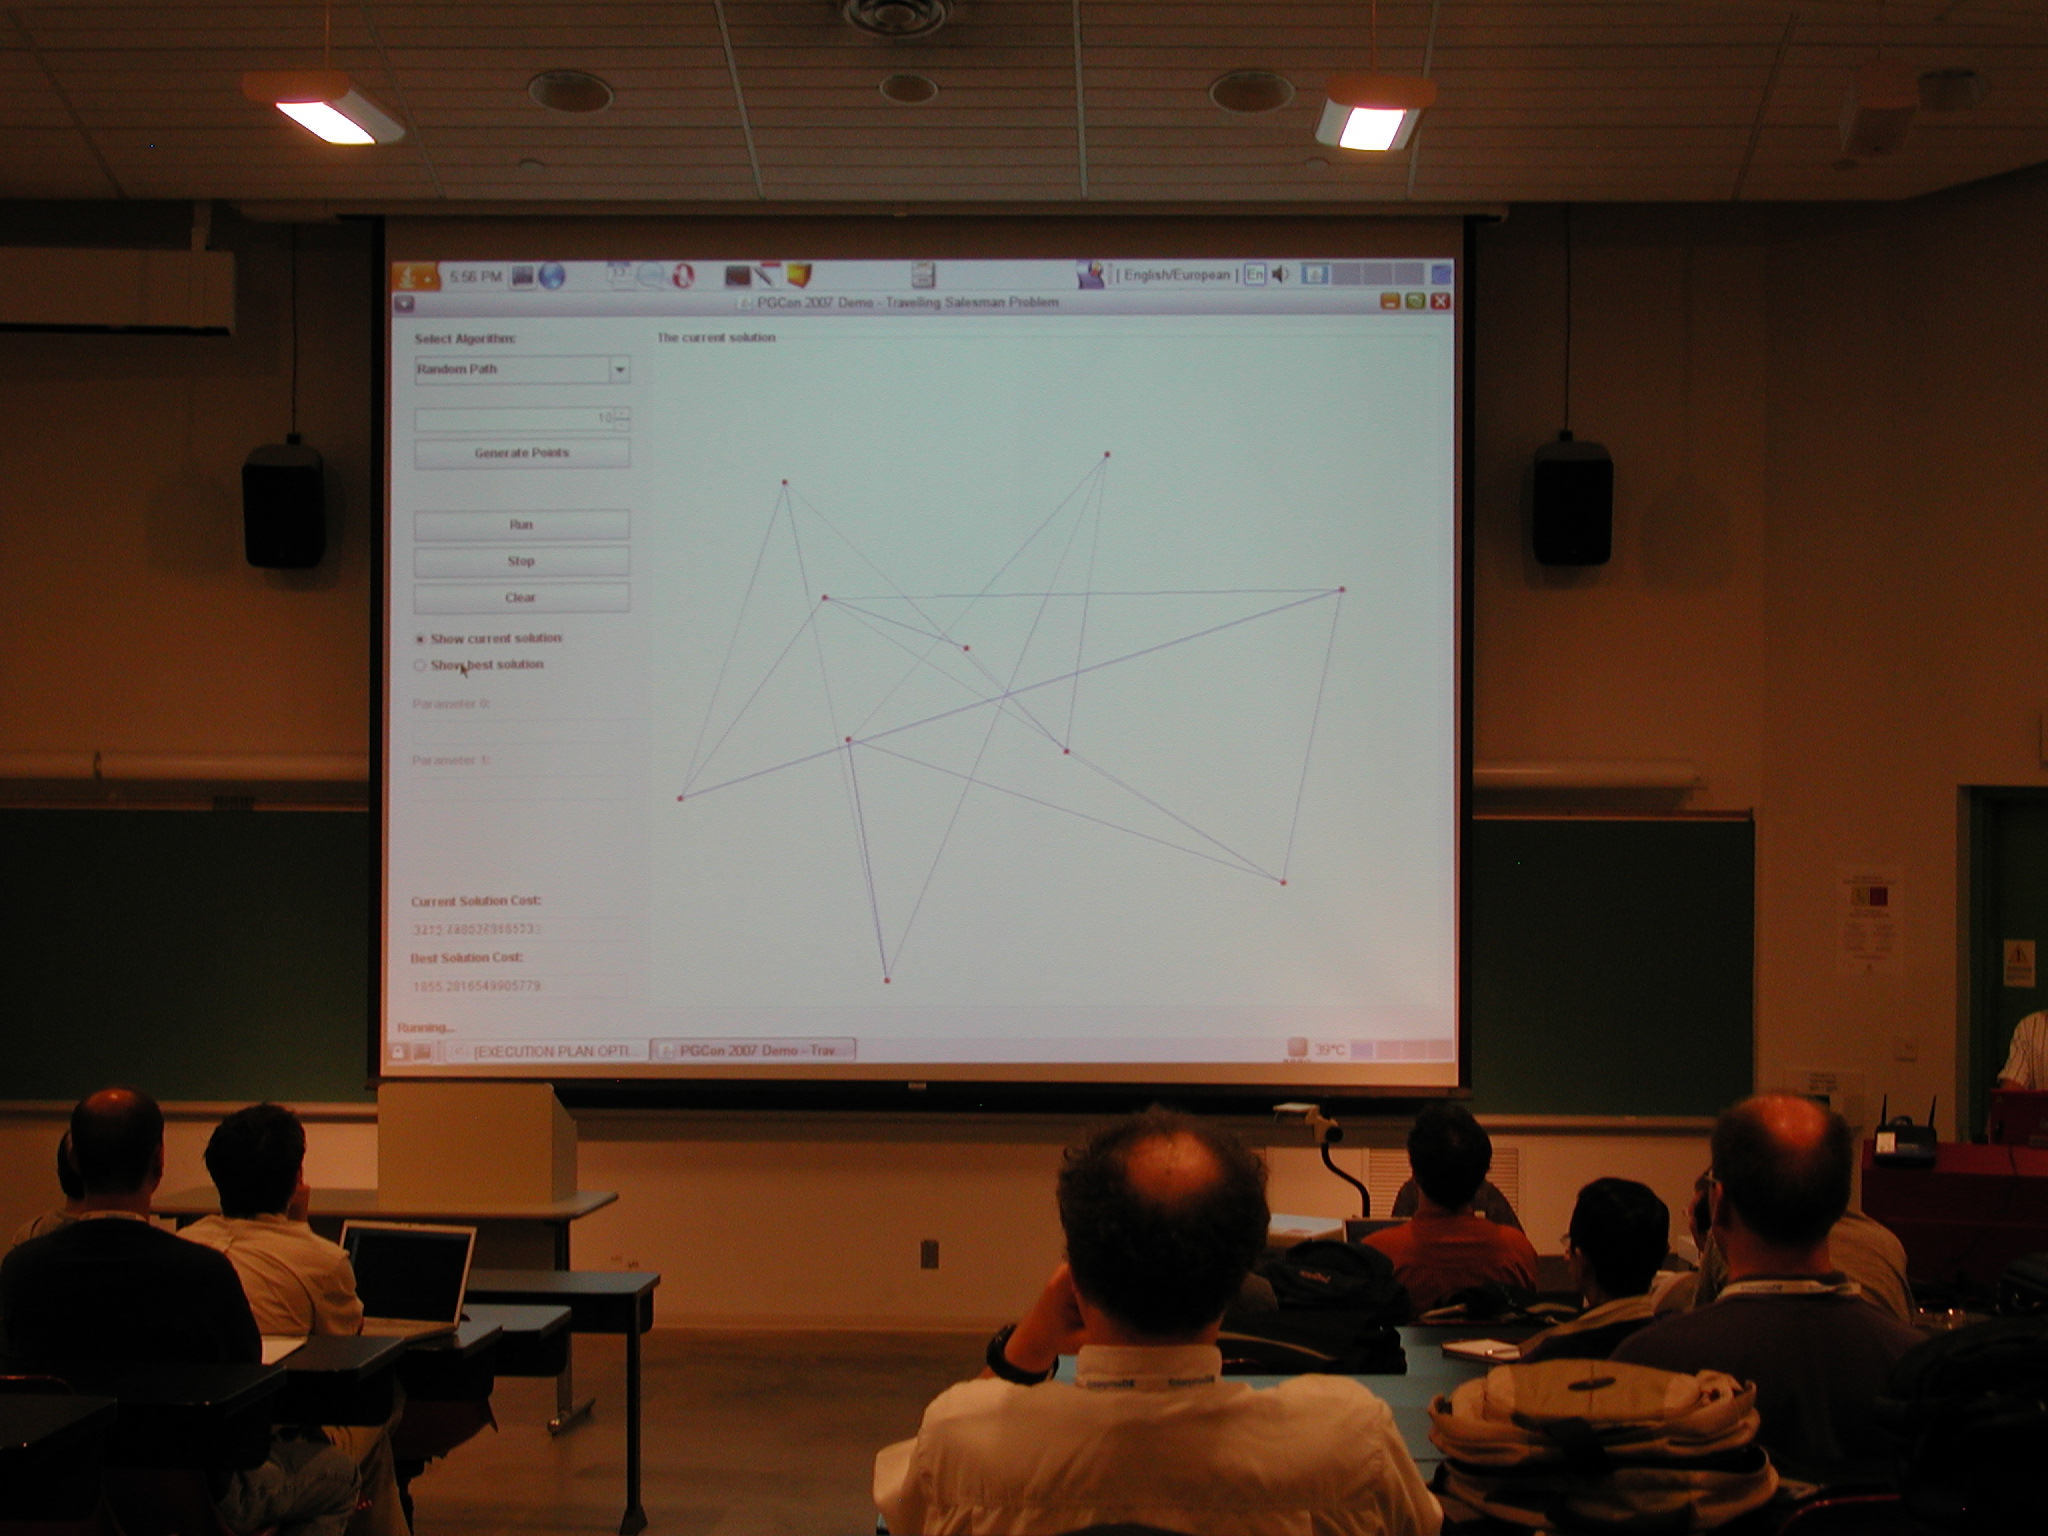 5:56 PM
[ English/European ] En
PGCon 2007 Demo - Travelling Salesman Problem
Select Algorithm:
The current solution
Random Path
10
Generate Points
Run
Stop
Clear
Show current solution
Show best solution
Parameter 0:
Parameter 1:
Current Solution Cost:
Best Solution Cost:
1855.2816549905779
Running...
[EXECUTION PLAN OPTI...
PGCon 2007 Demo - Trav...
39°C